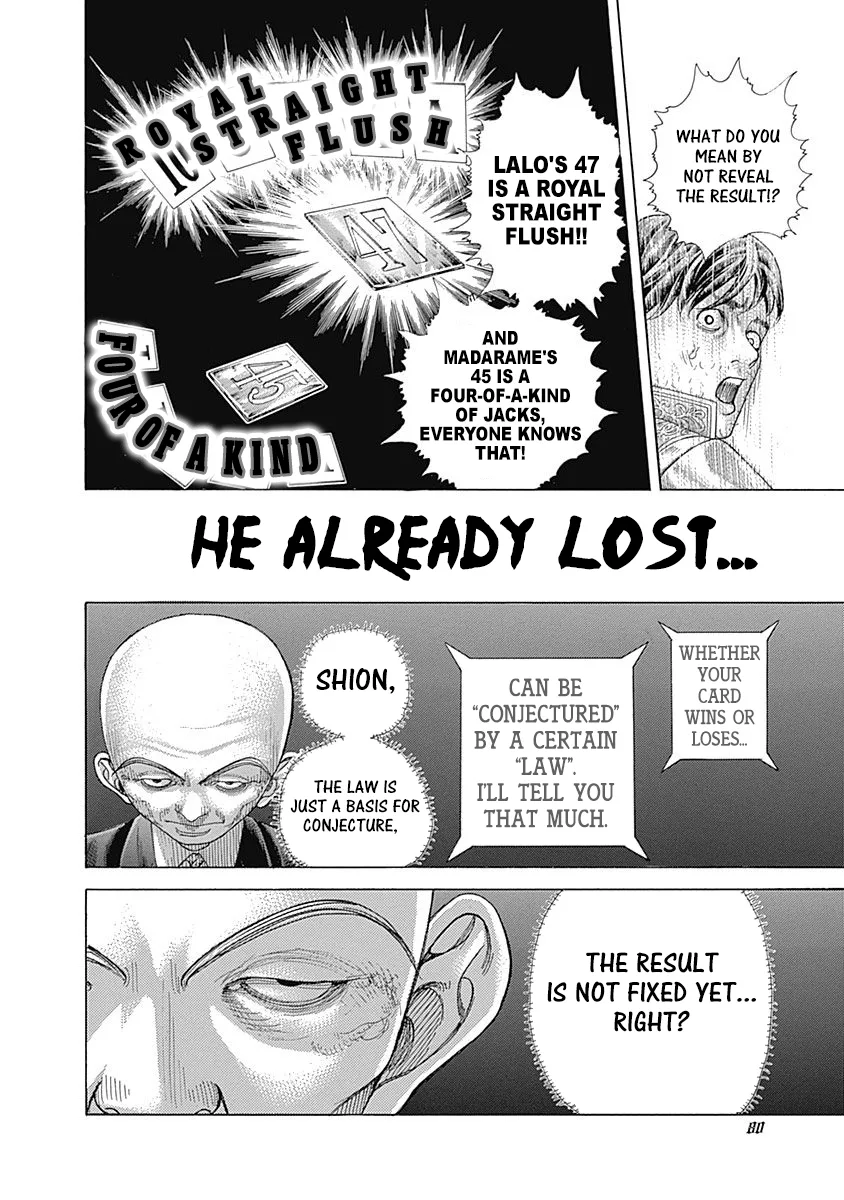 WHAT DO YOU
MEAN BY
NOT REVEAL
THE RESULT!?
LALO'S 47
IS A ROYAL
STRAIGHT
FLUSH!!
ROYAL
STRAIGHT
FLUSH
10
47
AND
MADARAME'S
45 IS A
FOUR-OF-A-KIND
OF JACKS,
EVERYONE KNOWS
THAT!
45
FOUR OF A KIND
HE ALREADY LOST...
WHETHER
YOUR
CARD
WINS OR
LOSES...
CAN BE
"CONJECTURED"
BY A CERTAIN
"LAW".
I'LL TELL YOU
THAT MUCH.
SHION,
THE LAW IS
JUST A BASIS FOR
CONJECTURE,
THE RESULT
IS NOT FIXED YET...
RIGHT?
80